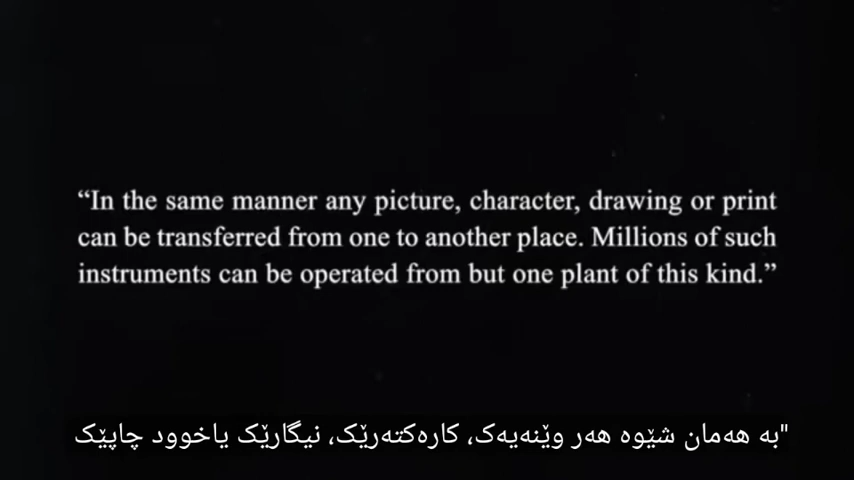 “In the same manner any picture, character, drawing or print
can be transferred from one to another place. Millions of such
instruments can be operated from but one plant of this kind.”
"بە هەمان شێوە هەر وێنەیەک، کارەکتەرێک، نیگارێک یاخوود چاپێک